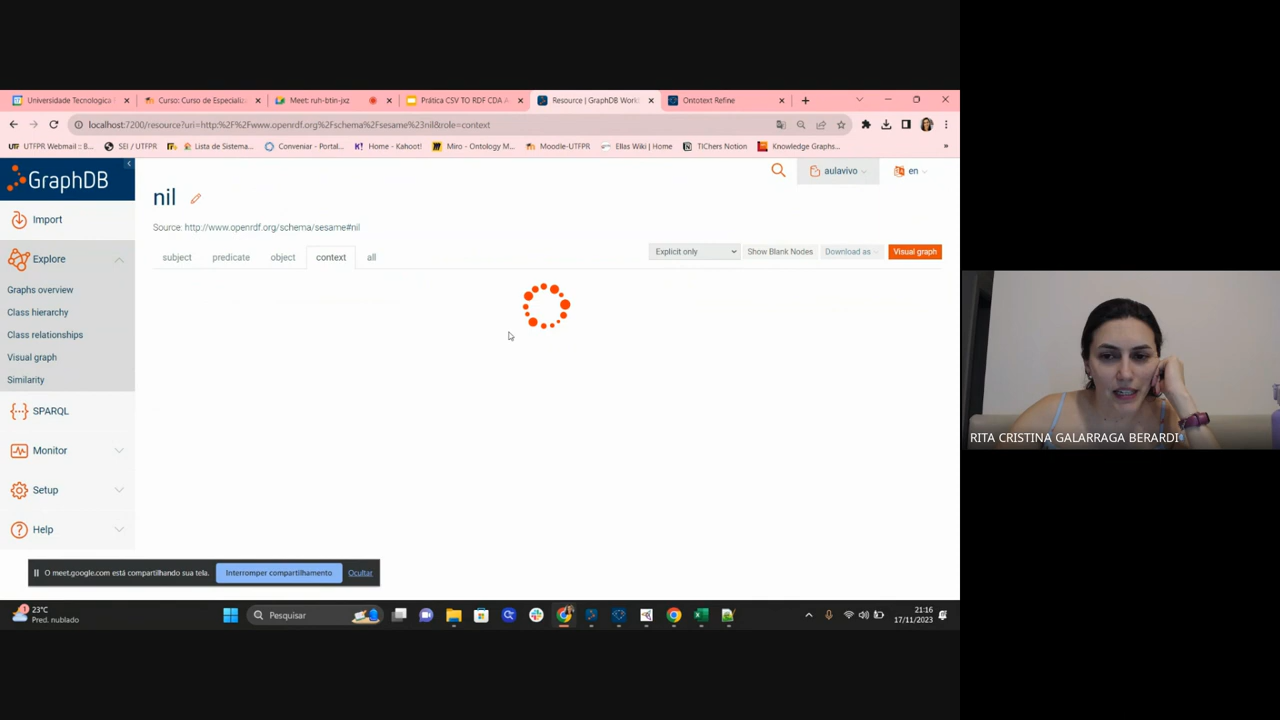 Universidade Tecnologica
Curso: Curso de Especializ
Meet: ruh-btin-jxz
Prática CSV TO RDF CDA A
Resource | GraphDB Work
Ontotext Refine
localhost:7200/resource?uri=http:%2F%2Fwww.openrdf.org%2Fschema%2Fsesame%23nil&role=context
UTFPR Webmail :: B...
SEI / UTFPR
Lista de Sistema...
Conveniar - Portal...
Home - Kahoot!
Miro - Ontology M...
Moodle-UTFPR
Ellas Wiki | Home
TIChers Notion
Knowledge Graphs...
GraphDB
aulavivo
en
nil
Import
Source: http://www.openrdf.org/schema/sesame#nil
Explore
subject
predicate
object
context
all
Explicit only
Show Blank Nodes
Download as
Visual graph
Graphs overview
Class hierarchy
Class relationships
Visual graph
Similarity
SPARQL
Monitor
Setup
Help
O meet.google.com está compartilhando sua tela.
Interromper compartilhamento
Ocultar
RITA CRISTINA GALARRAGA BERARDI
1
23°C
Pred. nublado
Pesquisar
21:16
17/11/2023